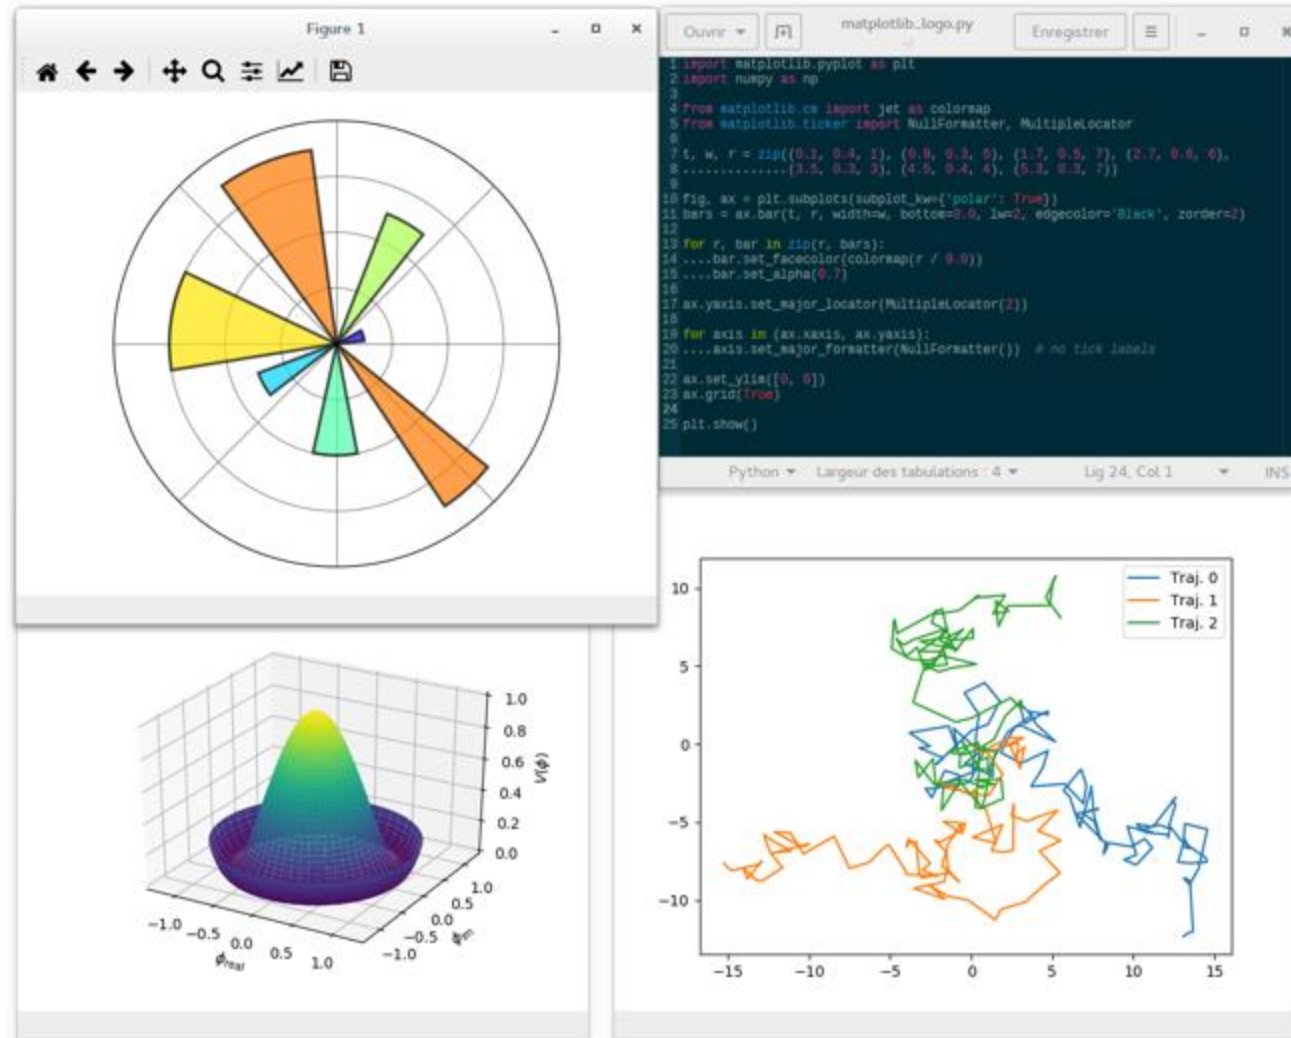 Figure 1
Ouvrir
matplotlib_logo.py
Enregistrer
1 import matplotlib.pyplot as plt
2 import numpy as np
3
4 from matplotlib.cm import jet as colormap
5 from matplotlib.ticker import NullFormatter, MultipleLocator
6
7 t, w, r = zip((0.1, 0.4, 1), (0.9, 0.3, 5), (1.7, 0.5, 7), (2.7, 0.6, 6),
8 ..............(3.5, 0.3, 3), (4.5, 0.4, 4), (5.3, 0.3, 7))
9
10 fig, ax = plt.subplots(subplot_kw={'polar': True})
11 bars = ax.bar(t, r, width=w, bottom=0.0, lw=2, edgecolor='Black', zorder=2)
12
13 for r, bar in zip(r, bars):
14 ....bar.set_facecolor(colormap(r / 9.0))
15 ....bar.set_alpha(0.7)
16
17 ax.yaxis.set_major_locator(MultipleLocator(2))
18
19 for axis in (ax.xaxis, ax.yaxis):
20 ....axis.set_major_formatter(NullFormatter()) # no tick labels
21
22 ax.set_ylim([0, 8])
23 ax.grid(True)
24
25 plt.show()
Python Largeur des tabulations : 4 Lig 24, Col 1 INS
1.0
0.8
0.6
0.4
0.2
0.0
V(ϕ)
−1.0 −0.5 0.0 0.5 1.0
ϕreal
−1.0 −0.5 0.0 0.5 1.0
ϕim
10
5
0
−5
−10
−15 −10 −5 0 5 10 15
Traj. 0
Traj. 1
Traj. 2